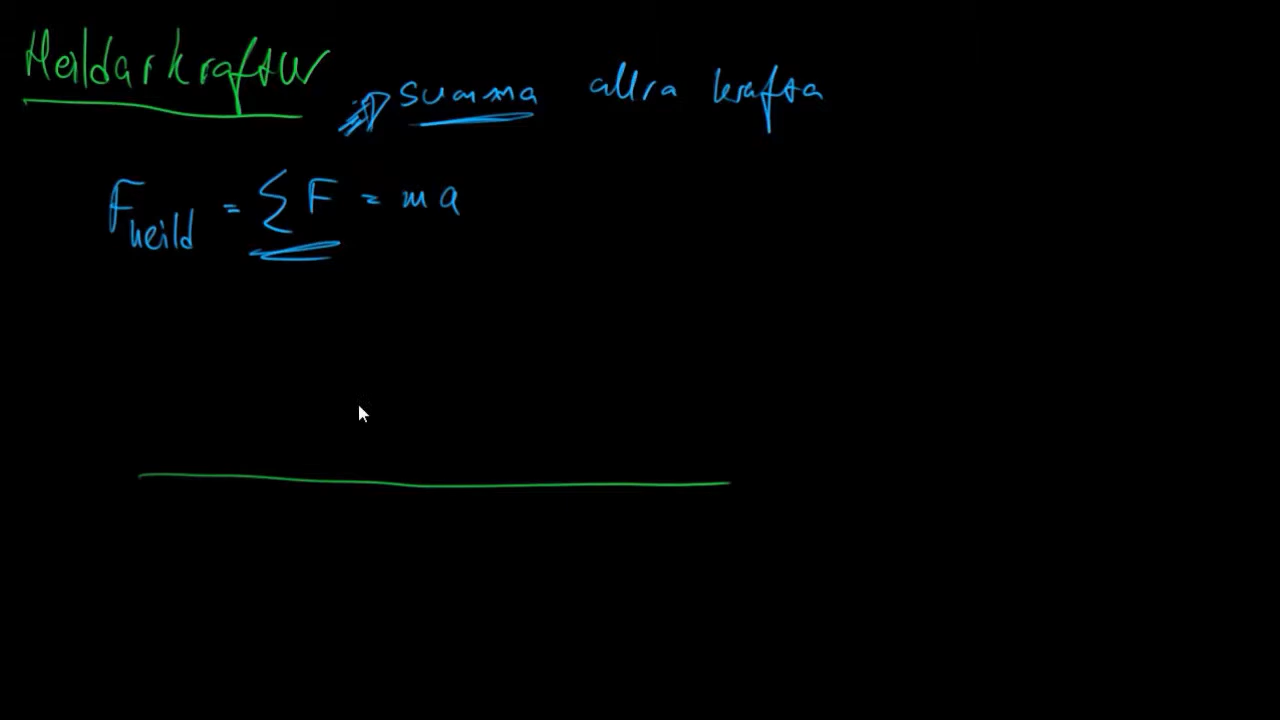 Heildarkraftur
summa allra krafta
F_heild = ∑F = ma